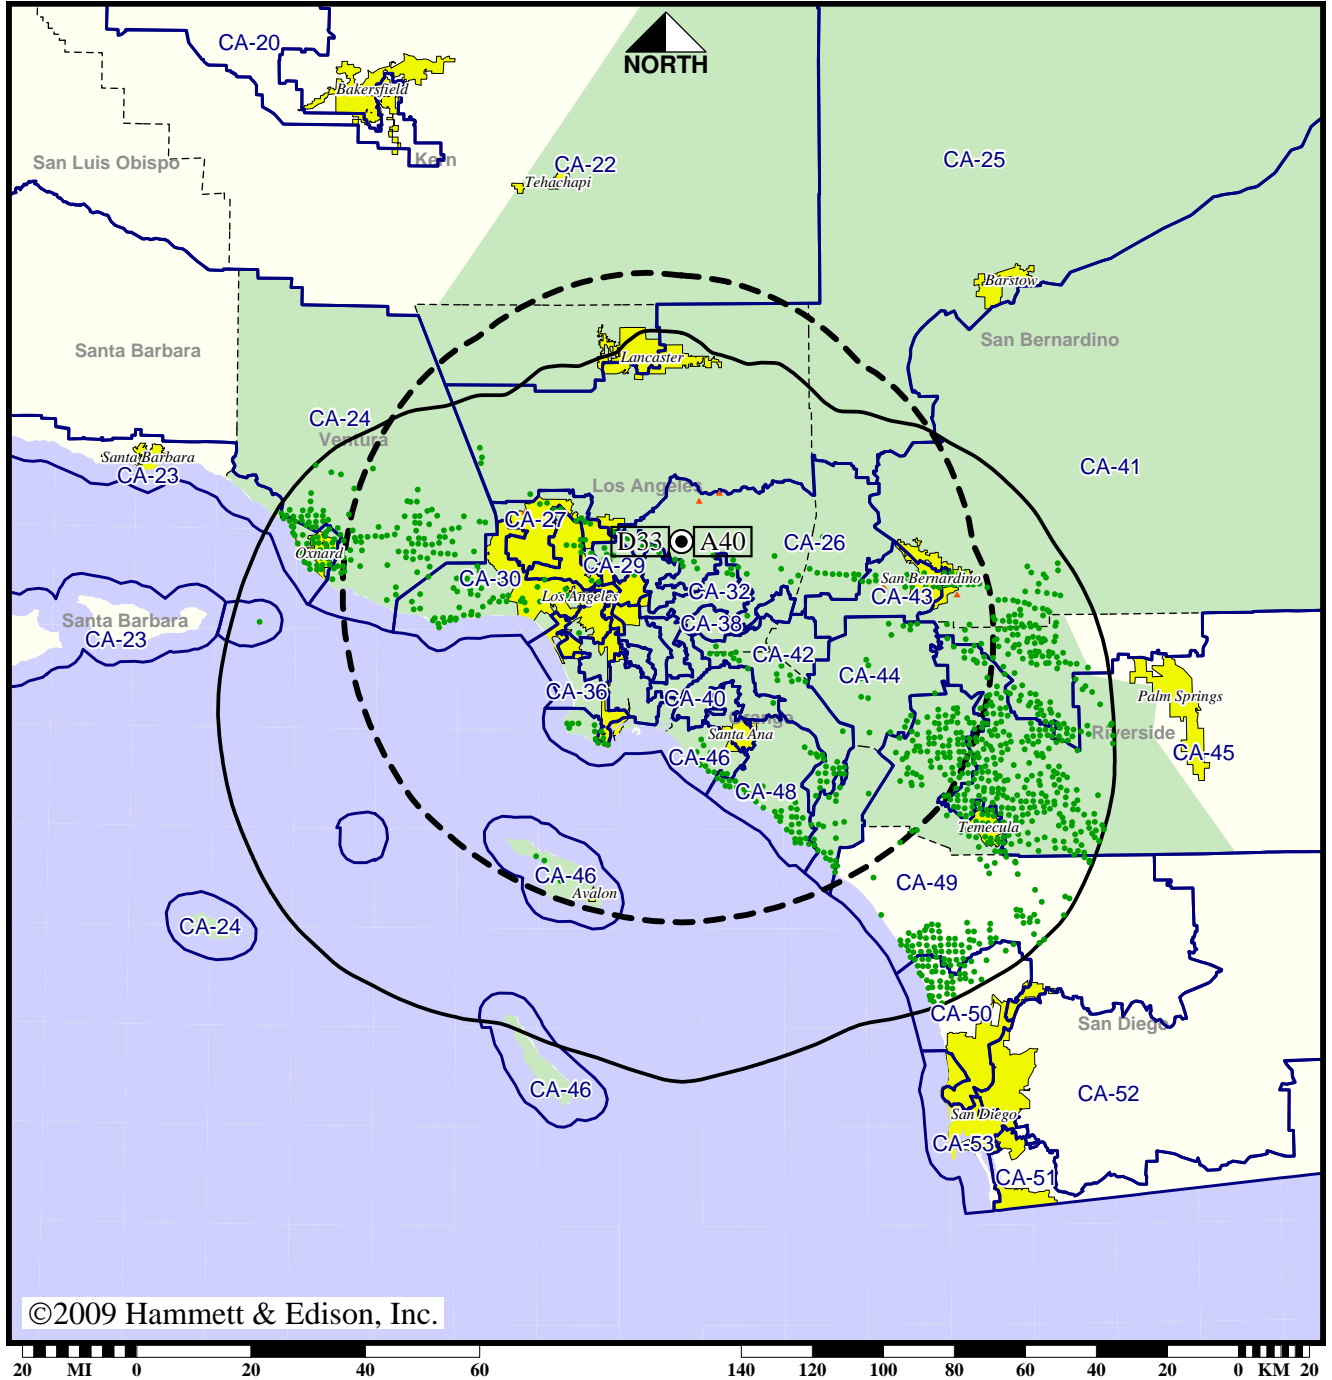 CA-20
NORTH
Bakersfield
San Luis Obispo
Kern
CA-22
CA-25
Tehachapi
Barstow
San Bernardino
Santa Barbara
Lancaster
CA-24
Ventura
Santa Barbara
CA-23
CA-41
Los Angeles
CA-27
D33
A40
CA-26
Oxnard
CA-29
CA-30
San Bernardino
Los Angeles
CA-32
CA-43
Santa Barbara
CA-23
CA-38
CA-42
CA-44
CA-36
CA-40
Palm Springs
Orange
Santa Ana
Riverside
CA-45
CA-46
CA-48
Temecula
CA-46
Avalon
CA-49
CA-24
CA-50
San Diego
CA-46
CA-52
San Diego
CA-53
CA-51
©2009 Hammett & Edison, Inc.
20 MI 0 20 40 60 140 120 100 80 60 40 20 0 KM 20